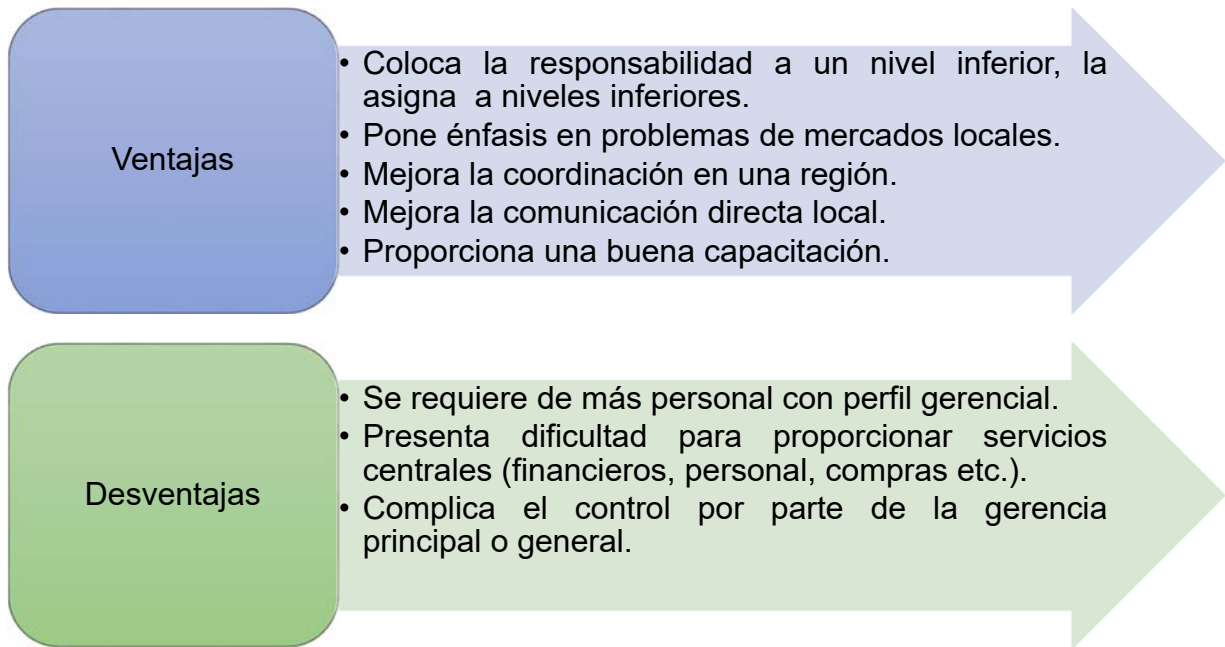 Ventajas
• Coloca la responsabilidad a un nivel inferior, la
asigna a niveles inferiores.
• Pone énfasis en problemas de mercados locales.
• Mejora la coordinación en una región.
• Mejora la comunicación directa local.
• Proporciona una buena capacitación.
Desventajas
• Se requiere de más personal con perfil gerencial.
• Presenta dificultad para proporcionar servicios
centrales (financieros, personal, compras etc.).
• Complica el control por parte de la gerencia
principal o general.